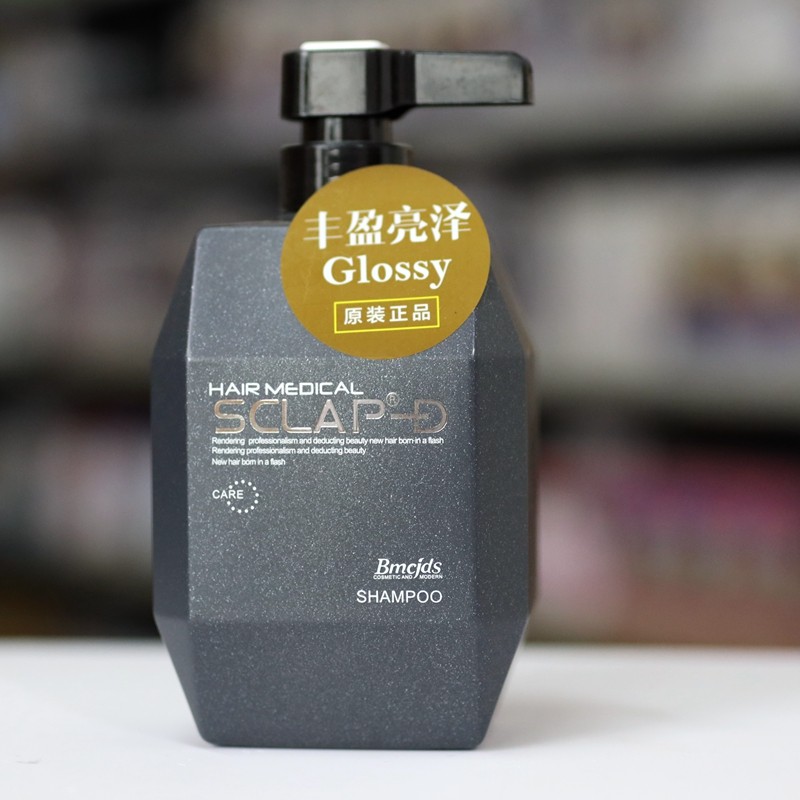 丰盈亮泽
Glossy
原装正品
HAIR MEDICAL
SCLAP®-D
Rendering professionalism and deducting beauty new hair born-in a flash
Rendering professionalism and deducting beauty
New hair born in a flash
CARE
Bmcjds
COSMETIC AND MODERN
SHAMPOO